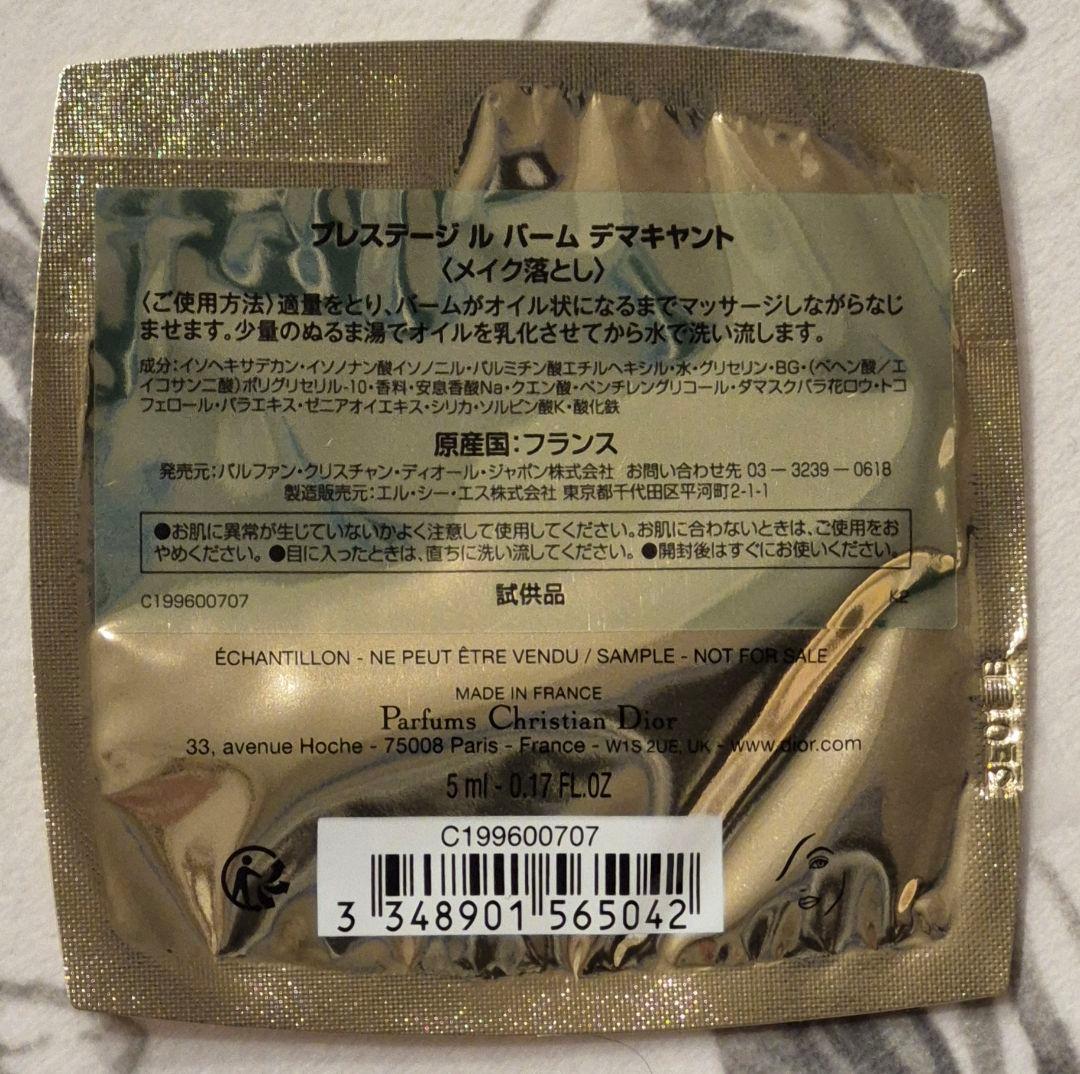 プレステージ ル バーム デマキヤント
〈メイク落とし〉
〈ご使用方法〉適量をとり、バームがオイル状になるまでマッサージしながらなじ
ませます。少量のぬるま湯でオイルを乳化させてから水で洗い流します。
成分：イソヘキサデカン・イソノナン酸イソノニル・パルミチン酸エチルヘキシル・水・グリセリン・BG・(ベヘン酸／エ
イコサン二酸)ポリグリセリル-10・香料・安息香酸Na・クエン酸・ペンチレングリコール・ダマスクバラ花ロウ・トコ
フェロール・バラエキス・ゼニアオイエキス・シリカ・ソルビン酸K・酸化鉄
原産国：フランス
発売元：パルファン・クリスチャン・ディオール・ジャポン株式会社 お問い合わせ先 03－3239－0618
製造販売元：エル・シー・エス株式会社 東京都千代田区平河町2-1-1
●お肌に異常が生じていないかよく注意して使用してください。お肌に合わないときは、ご使用をお
やめください。●目に入ったときは、直ちに洗い流してください。●開封後はすぐにお使いください。
C199600707 試供品 K2
ÉCHANTILLON - NE PEUT ÊTRE VENDU / SAMPLE - NOT FOR SALE
MADE IN FRANCE
Parfums Christian Dior
33, avenue Hoche - 75008 Paris - France - W1S 2UE, UK - www.dior.com
5 ml - 0.17 FL.OZ
C199600707
3 348901 565042